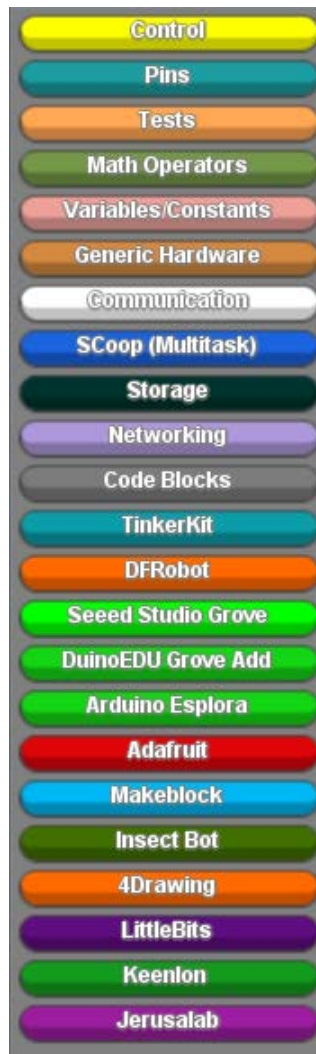 Control
Pins
Tests
Math Operators
Variables/Constants
Generic Hardware
Communication
SCoop (Multitask)
Storage
Networking
Code Blocks
TinkerKit
DFRobot
Seeed Studio Grove
DuinoEDU Grove Add
Arduino Esplora
Adafruit
Makeblock
Insect Bot
4Drawing
LittleBits
Keenlon
Jerusalab